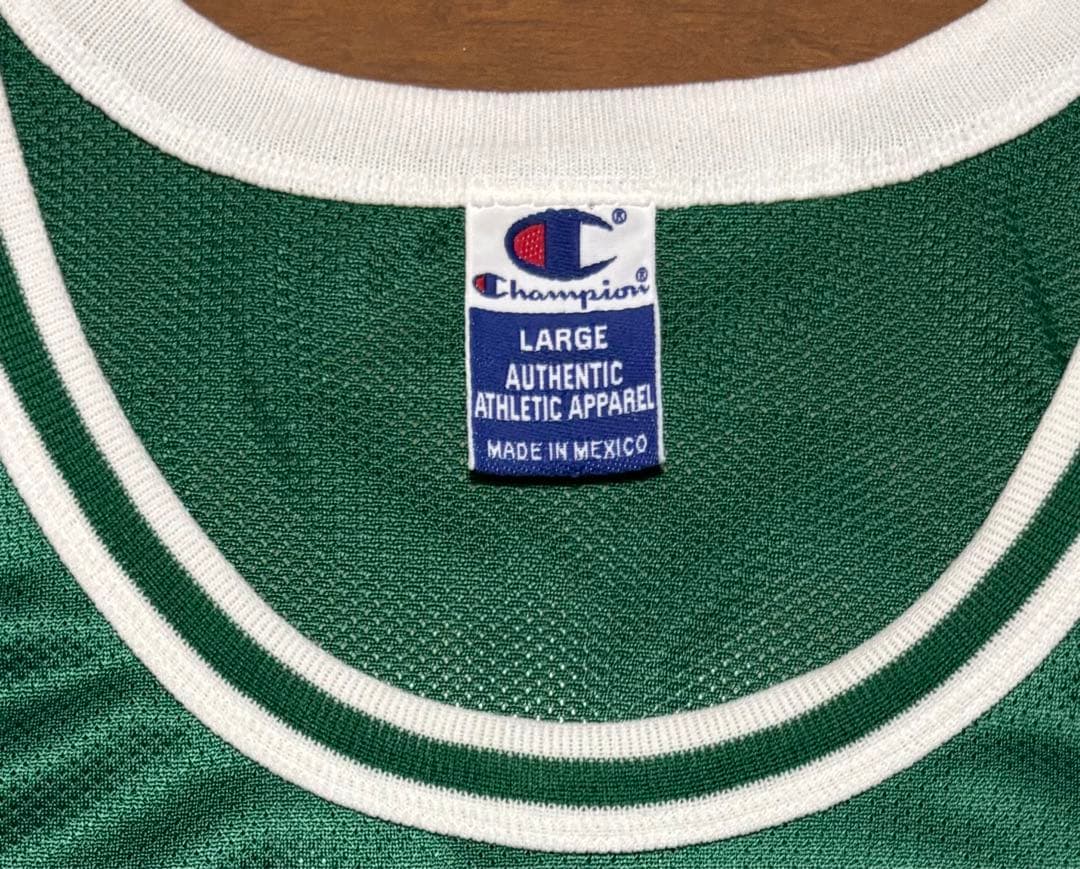 ®
Champion®
LARGE
AUTHENTIC
ATHLETIC APPAREL
MADE IN MEXICO